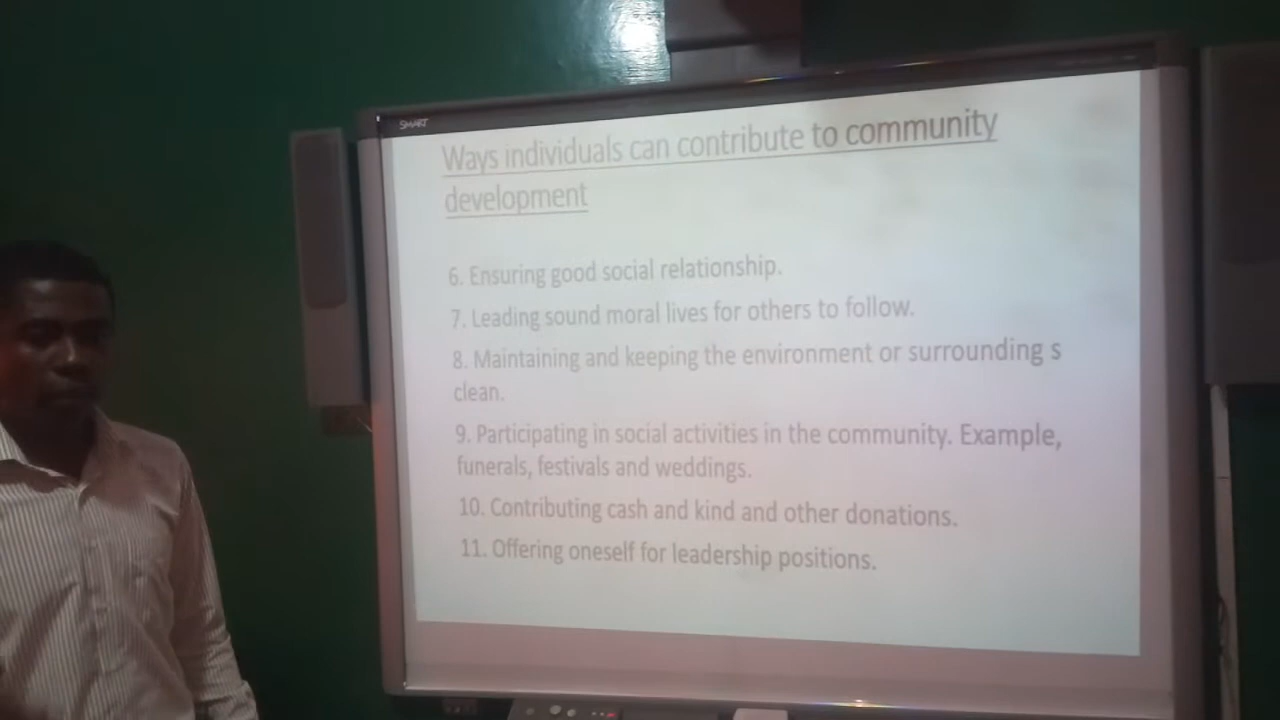 SMART
Ways individuals can contribute to community
development
6. Ensuring good social relationship.
7. Leading sound moral lives for others to follow.
8. Maintaining and keeping the environment or surrounding s
clean.
9. Participating in social activities in the community. Example,
funerals, festivals and weddings.
10. Contributing cash and kind and other donations.
11. Offering oneself for leadership positions.